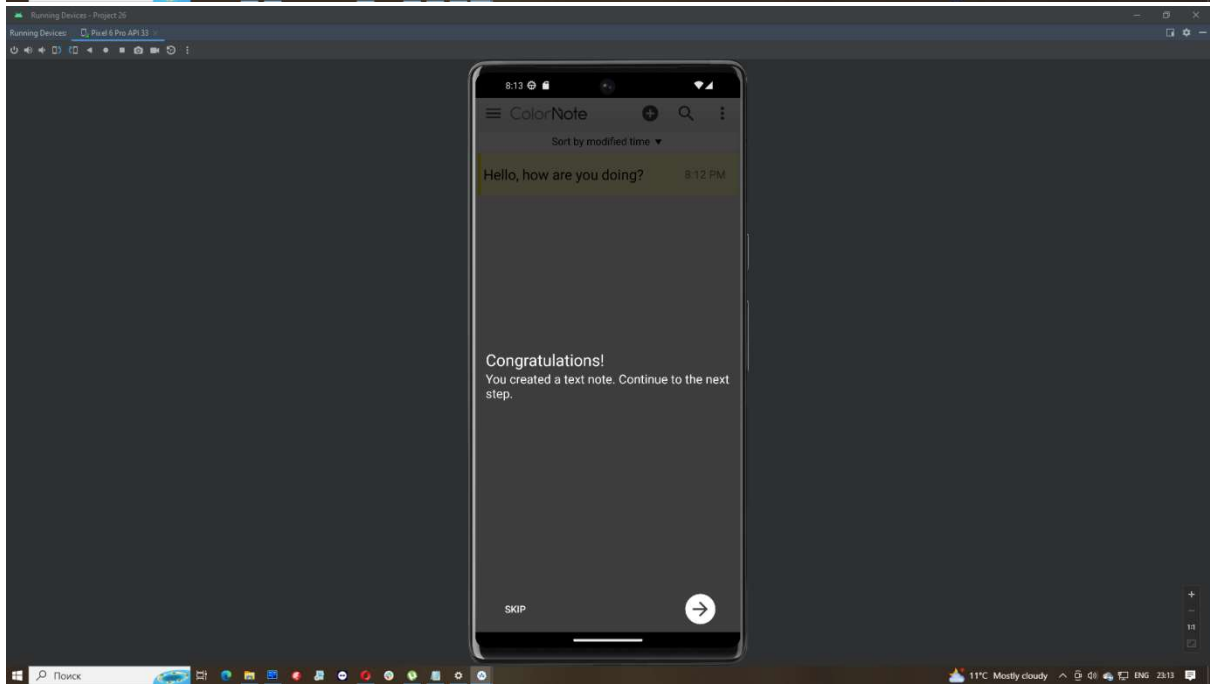 Running Devices - Project 26
Running Devices: Pixel 6 Pro API 33
8:13
ColorNote
Sort by modified time
Hello, how are you doing? 8:12 PM
Congratulations!
You created a text note. Continue to the next
step.
SKIP
1:1
Поиск 11°C Mostly cloudy ENG 23:13